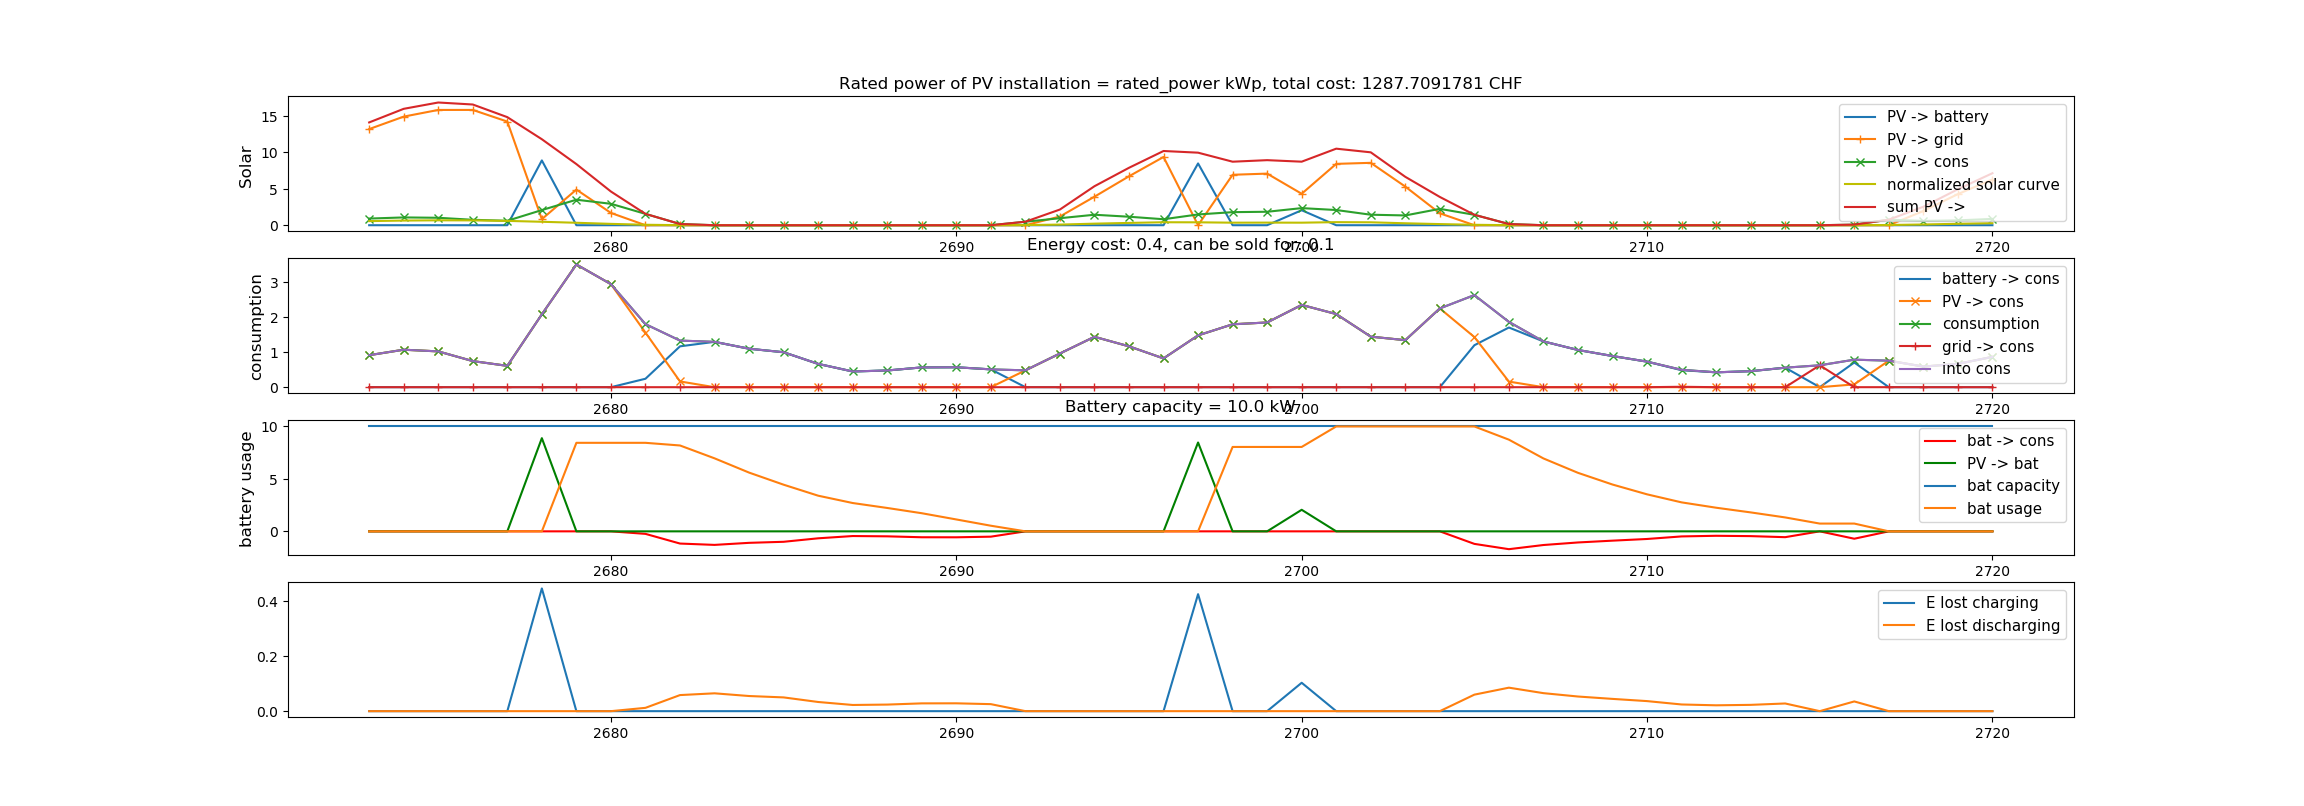 Rated power of PV installation = rated_power kWp, total cost: 1287.7091781 CHF
Solar
15
10
5
0
PV -> battery
PV -> grid
PV -> cons
normalized solar curve
sum PV ->
2680 2690 2700 2710 2720
Energy cost: 0.4, can be sold for: 0.1
consumption
3
2
1
0
battery -> cons
PV -> cons
consumption
grid -> cons
into cons
2680 2690 2700 2710 2720
Battery capacity = 10.0 kW
battery usage
10
5
0
bat -> cons
PV -> bat
bat capacity
bat usage
2680 2690 2700 2710 2720
0.4
0.2
0.0
E lost charging
E lost discharging
2680 2690 2700 2710 2720